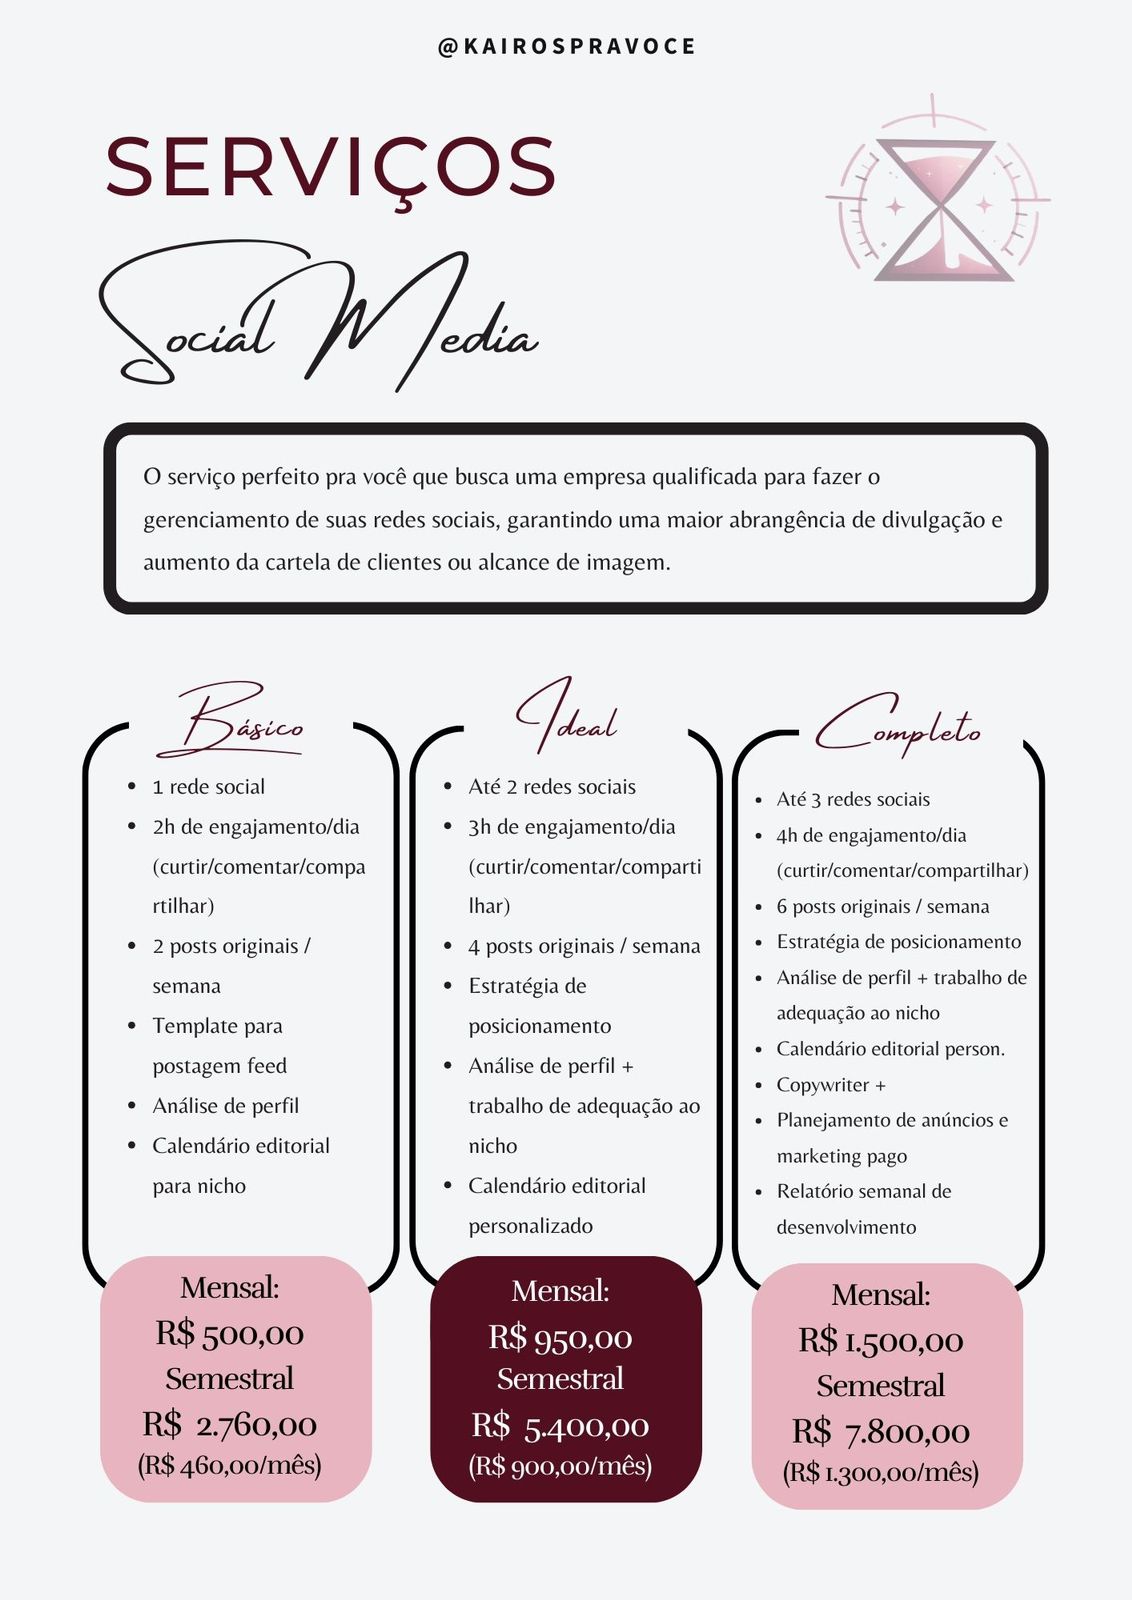 @KAIROSPRAVOCE
SERVIÇOS
Social Media
O serviço perfeito pra você que busca uma empresa qualificada para fazer o
gerenciamento de suas redes sociais, garantindo uma maior abrangência de divulgação e
aumento da cartela de clientes ou alcance de imagem.
Básico
• 1 rede social
• 2h de engajamento/dia
(curtir/comentar/compa
rtilhar)
• 2 posts originais /
semana
• Template para
postagem feed
• Análise de perfil
• Calendário editorial
para nicho
Mensal:
R$ 500,00
Semestral
R$ 2.760,00
(R$ 460,00/mês)
Ideal
• Até 2 redes sociais
• 3h de engajamento/dia
(curtir/comentar/comparti
lhar)
• 4 posts originais / semana
• Estratégia de
posicionamento
• Análise de perfil +
trabalho de adequação ao
nicho
• Calendário editorial
personalizado
Mensal:
R$ 950,00
Semestral
R$ 5.400,00
(R$ 900,00/mês)
Completo
• Até 3 redes sociais
• 4h de engajamento/dia
(curtir/comentar/compartilhar)
• 6 posts originais / semana
• Estratégia de posicionamento
• Análise de perfil + trabalho de
adequação ao nicho
• Calendário editorial person.
• Copywriter +
• Planejamento de anúncios e
marketing pago
• Relatório semanal de
desenvolvimento
Mensal:
R$ 1.500,00
Semestral
R$ 7.800,00
(R$ 1.300,00/mês)